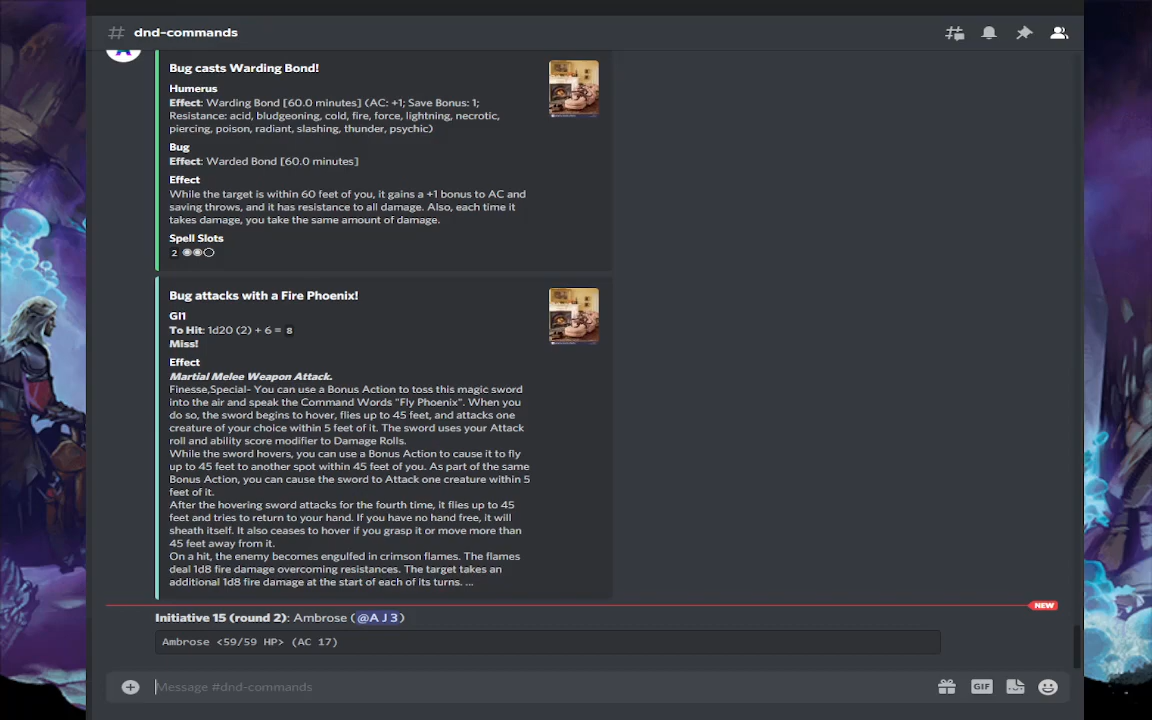 dnd-commands
Bug casts Warding Bond!
Humerus
Effect: Warding Bond [60.0 minutes] (AC: +1; Save Bonus: 1;
Resistance: acid, bludgeoning, cold, fire, force, lightning, necrotic,
piercing, poison, radiant, slashing, thunder, psychic)
Bug
Effect: Warded Bond [60.0 minutes]
Effect
While the target is within 60 feet of you, it gains a +1 bonus to AC and
saving throws, and it has resistance to all damage. Also, each time it
takes damage, you take the same amount of damage.
Spell Slots
2 ◉◉〇
Bug attacks with a Fire Phoenix!
GI1
To Hit: 1d20 (2) + 6 = 8
Miss!
Effect
Martial Melee Weapon Attack.
Finesse,Special- You can use a Bonus Action to toss this magic sword
into the air and speak the Command Words "Fly Phoenix". When you
do so, the sword begins to hover, flies up to 45 feet, and attacks one
creature of your choice within 5 feet of it. The sword uses your Attack
roll and ability score modifier to Damage Rolls.
While the sword hovers, you can use a Bonus Action to cause it to fly
up to 45 feet to another spot within 45 feet of you. As part of the same
Bonus Action, you can cause the sword to Attack one creature within 5
feet of it.
After the hovering sword attacks for the fourth time, it flies up to 45
feet and tries to return to your hand. If you have no hand free, it will
sheath itself. It also ceases to hover if you grasp it or move more than
45 feet away from it.
On a hit, the enemy becomes engulfed in crimson flames. The flames
deal 1d8 fire damage overcoming resistances. The target takes an
additional 1d8 fire damage at the start of each of its turns. ...
NEW
Initiative 15 (round 2): Ambrose (@A J 3)
Ambrose <59/59 HP> (AC 17)
Message #dnd-commands
GIF